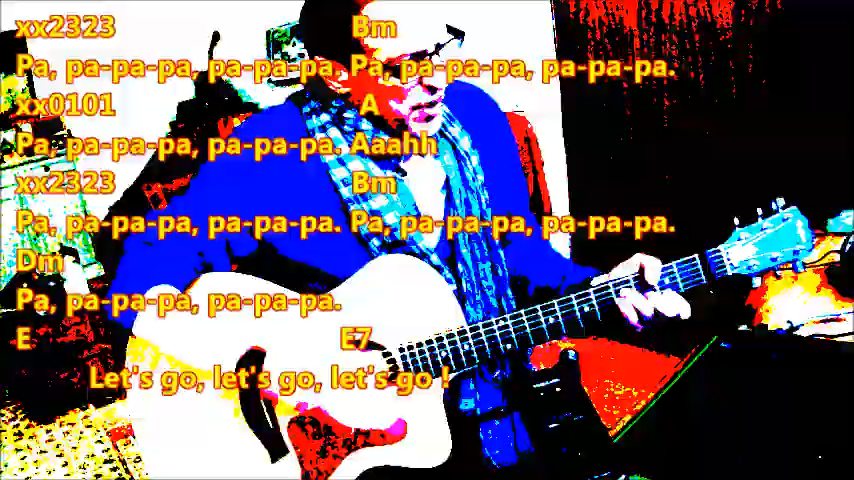 xx2323 Bm
Pa, pa-pa-pa, pa-pa-pa. Pa, pa-pa-pa, pa-pa-pa.
xx0101 A
Pa, pa-pa-pa, pa-pa-pa. Aaahh
xx2323 Bm
Pa, pa-pa-pa, pa-pa-pa. Pa, pa-pa-pa, pa-pa-pa.
Dm
Pa, pa-pa-pa, pa-pa-pa.
E E7
Let's go, let's go, let's go !